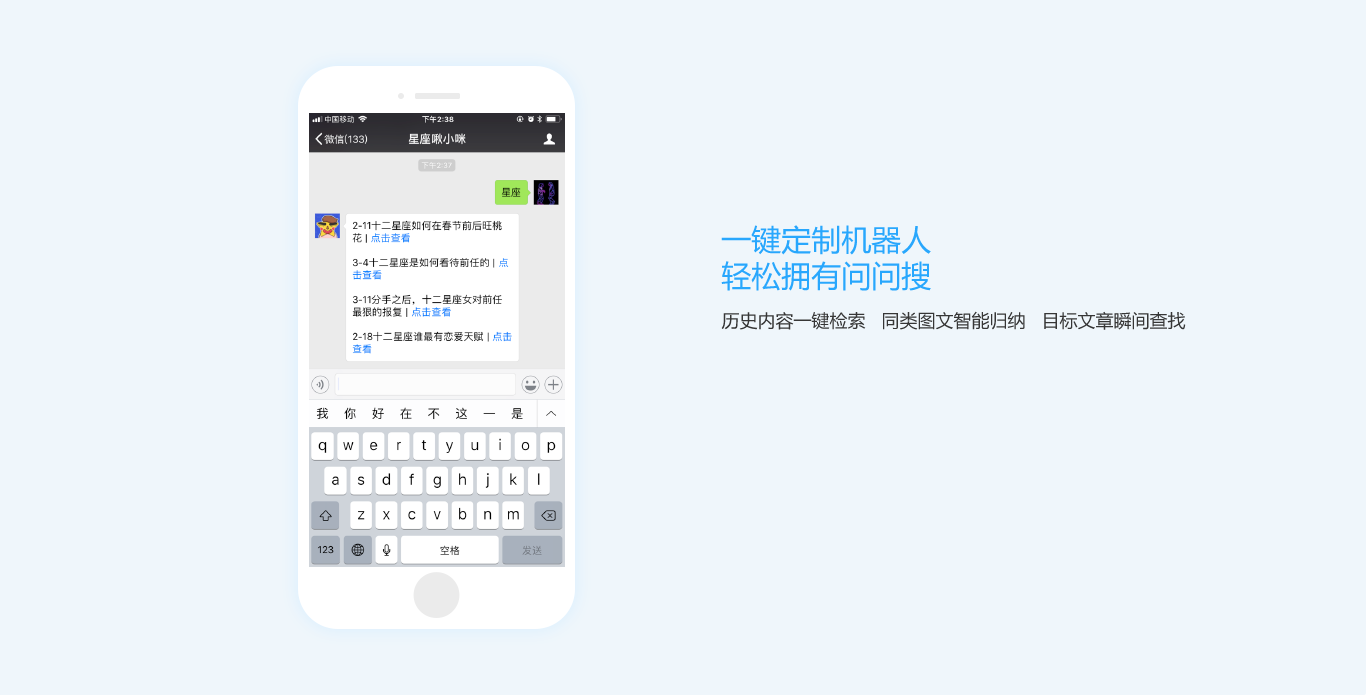 中国移动
下午2:38
微信(133)
星座瞅小咪
下午2:37
星座
2-11十二星座如何在春节前后旺桃
花 | 点击查看
3-4十二星座是如何看待前任的 | 点
击查看
3-11分手之后，十二星座女对前任
最狠的报复 | 点击查看
2-18十二星座谁最有恋爱天赋 | 点击
查看
我 你 好 在 不 这 一 是
q w e r t y u i o p
a s d f g h j k l
z x c v b n m
123 空格 发送
一键定制机器人
轻松拥有问问搜
历史内容一键检索 同类图文智能归纳 目标文章瞬间查找